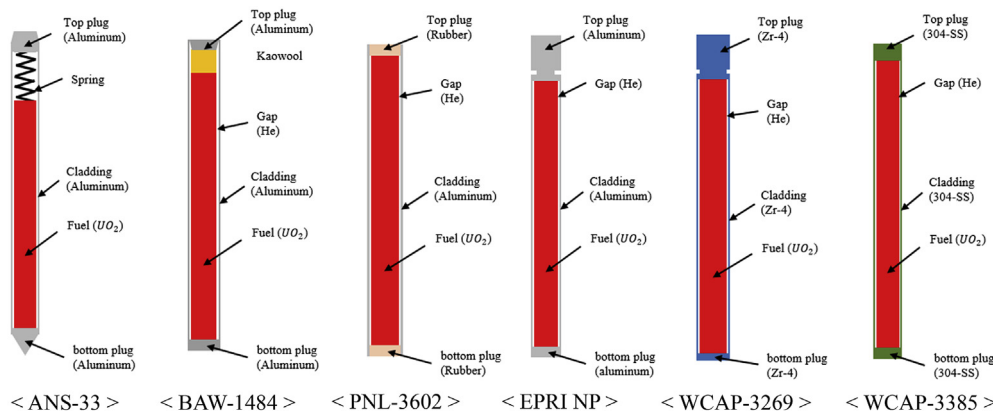 Top plug
(Aluminum)
Spring
Cladding
(Aluminum)
Fuel (UO₂)
bottom plug
(Aluminum)
< ANS-33 >
Top plug
(Aluminum)
Kaowool
Gap
(He)
Cladding
(Aluminum)
Fuel (UO₂)
bottom plug
(Aluminum)
< BAW-1484 >
Top plug
(Rubber)
Gap
(He)
Cladding
(Aluminum)
Fuel (UO₂)
bottom plug
(Rubber)
< PNL-3602 >
Top plug
(Aluminum)
Gap (He)
Cladding
(Aluminum)
Fuel (UO₂)
bottom plug
(aluminum)
< EPRI NP >
Top plug
(Zr-4)
Gap
(He)
Cladding
(Zr-4)
Fuel (UO₂)
bottom plug
(Zr-4)
< WCAP-3269 >
Top plug
(304-SS)
Gap (He)
Cladding
(304-SS)
Fuel (UO₂)
bottom plug
(304-SS)
< WCAP-3385 >